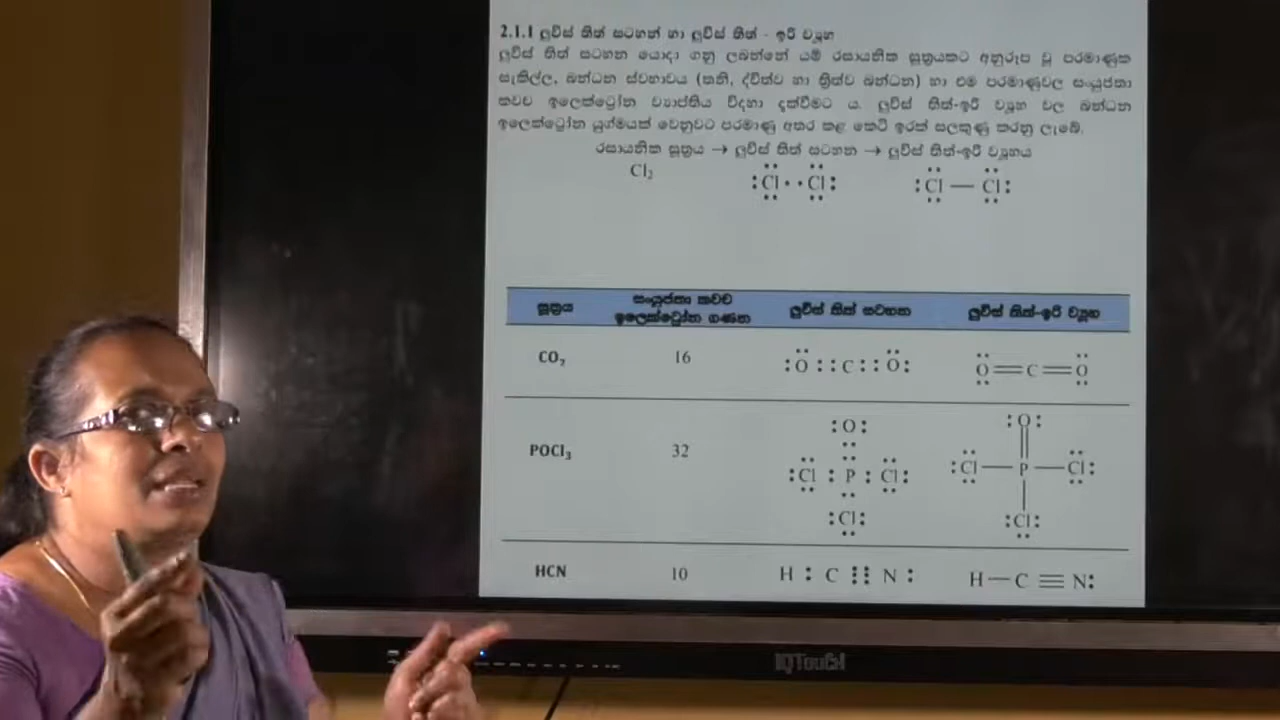 2.1.1 ලුවිස් තිත් සටහන් හා ලුවිස් තිත් - ඉරි ව්‍යුහ
ලුවිස් තිත් සටහන යොදා ගනු ලබන්නේ යම් රසායනික සූත්‍රයකට අනුරූප වූ පරමාණුක
සැකිල්ල, බන්ධන ස්වභාවය (තනි, ද්විත්ව හා ත්‍රිත්ව බන්ධන) හා එම පරමාණුවල සංයුජතා
කවච ඉලෙක්ට්‍රෝන ව්‍යාප්තිය විදහා දැක්වීමට ය. ලුවිස් තිත්-ඉරි ව්‍යුහ වල බන්ධන
ඉලෙක්ට්‍රෝන යුග්මයක් වෙනුවට පරමාණු අතර කළ කෙටි ඉරක් සලකුණු කරනු ලැබේ.
රසායනික සූත්‍රය → ලුවිස් තිත් සටහන → ලුවිස් තිත්-ඉරි ව්‍යුහය
Cl₂ :Cl··Cl: :Cl — Cl:
සූත්‍රය සංයුජතා කවච ඉලෙක්ට්‍රෝන ගණන ලුවිස් තිත් සටහන ලුවිස් තිත්-ඉරි ව්‍යුහ
CO₂ 16 :O::C::O: O=C=O
:O: :O:
POCl₃ 32 :Cl : P : Cl: :Cl—P—Cl:
:Cl: :Cl:
HCN 10 H : C ⫶⫶ N : H—C≡N:
IQTouch